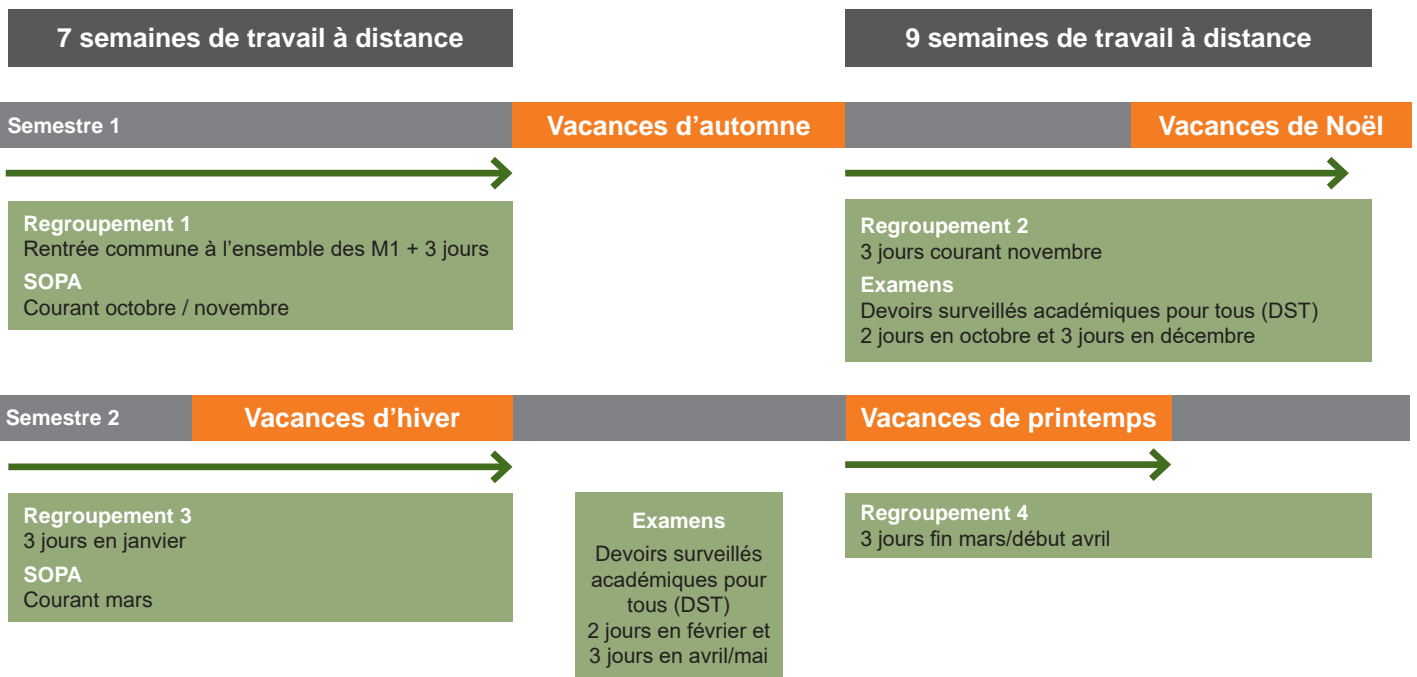 7 semaines de travail à distance
9 semaines de travail à distance
Semestre 1
Vacances d’automne
Vacances de Noël
Regroupement 1
Rentrée commune à l’ensemble des M1 + 3 jours
SOPA
Courant octobre / novembre
Regroupement 2
3 jours courant novembre
Examens
Devoirs surveillés académiques pour tous (DST)
2 jours en octobre et 3 jours en décembre
Semestre 2
Vacances d’hiver
Vacances de printemps
Regroupement 3
3 jours en janvier
SOPA
Courant mars
Examens
Devoirs surveillés
académiques pour
tous (DST)
2 jours en février et
3 jours en avril/mai
Regroupement 4
3 jours fin mars/début avril